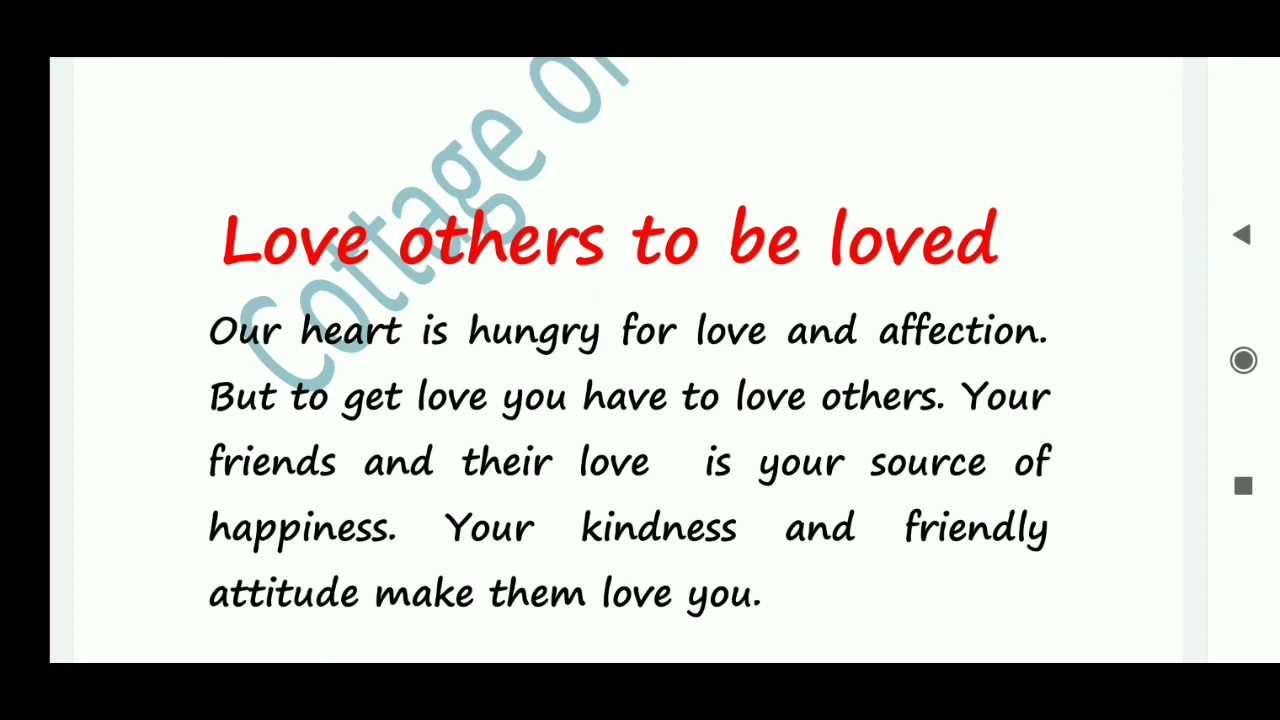 Cottage
Love others to be loved
Our heart is hungry for love and affection.
But to get love you have to love others. Your
friends and their love is your source of
happiness. Your kindness and friendly
attitude make them love you.